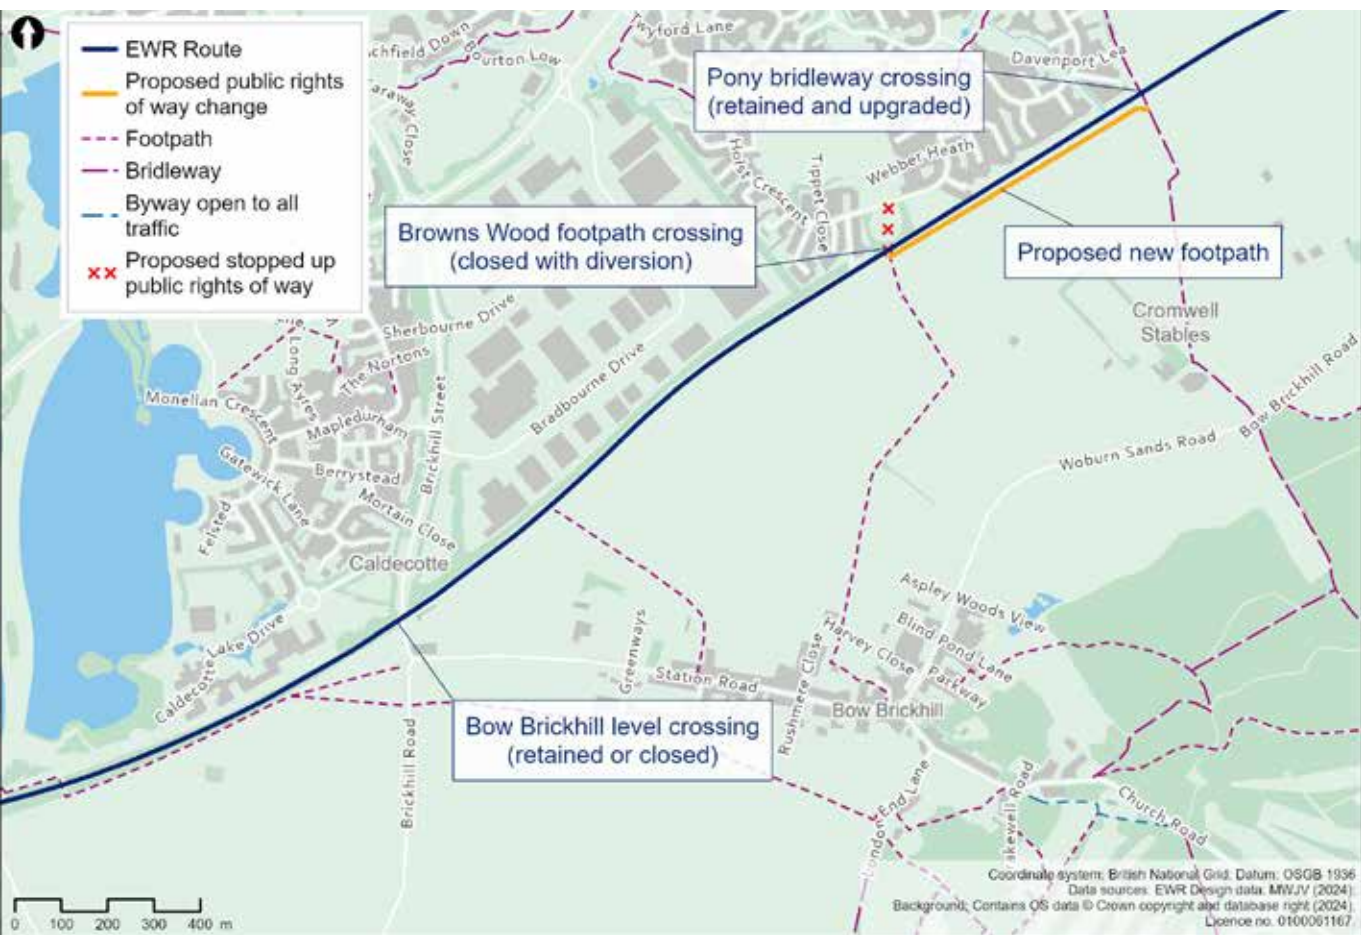 EWR Route
Proposed public rights
of way change
Footpath
Bridleway
Byway open to all
traffic
Proposed stopped up
public rights of way
Twyford Lane
Bourton Low
Davenport Lea
Pony bridleway crossing
(retained and upgraded)
Holst Crescent
Tippet Close
Webber Heath
Browns Wood footpath crossing
(closed with diversion)
Proposed new footpath
Cromwell
Stables
Sherbourne Drive
The Nortons
Long Ayres
Monellan Crescent
Mapledurham
Berrystead
Gatewick Lane
Mortain Close
Felsted
Brickhill Street
Bradbourne Drive
Bow Brickhill Road
Woburn Sands Road
Caldecotte
Caldecotte Lake Drive
Aspley Woods View
Blind Pond Lane
Harvey Close
Parkway
Greenways
Station Road
Rushmere Close
Bow Brickhill
Bow Brickhill level crossing
(retained or closed)
Brickhill Road
London End Lane
Church Road
Coordinate system: British National Grid. Datum: OSGB 1936
Data sources: EWR Design data: MWJV (2024);
Background; Contains OS data © Crown copyright and database right (2024).
Licence no. 0100061167.
0 100 200 300 400 m